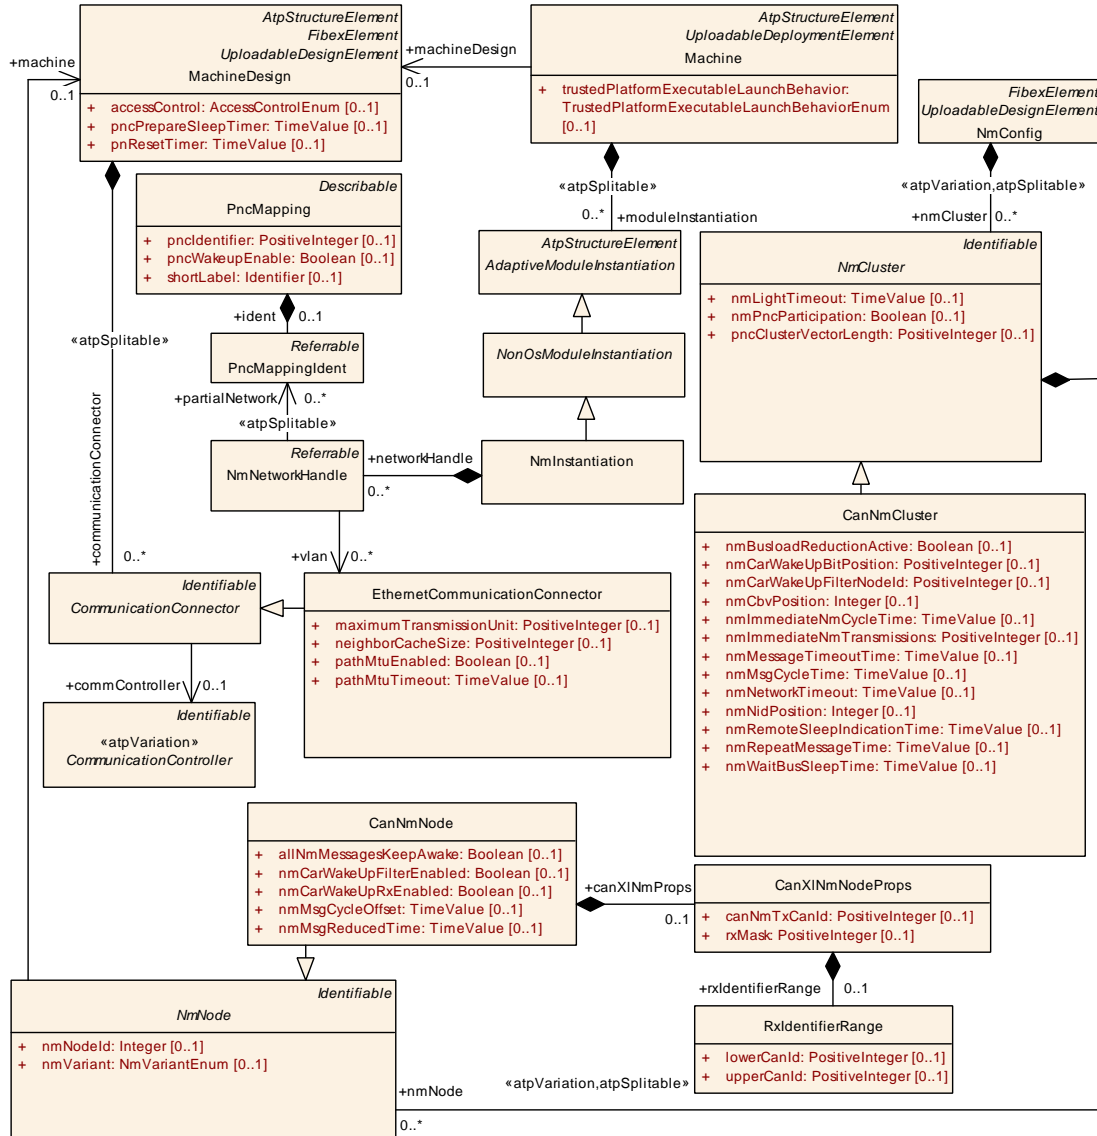 AtpStructureElement
FibexElement
UploadableDesignElement
MachineDesign
+ accessControl: AccessControlEnum [0..1]
+ pncPrepareSleepTimer: TimeValue [0..1]
+ pnResetTimer: TimeValue [0..1]
+machine
0..1
+machineDesign
0..1
AtpStructureElement
UploadableDeploymentElement
Machine
+ trustedPlatformExecutableLaunchBehavior:
TrustedPlatformExecutableLaunchBehaviorEnum
[0..1]
FibexElement
UploadableDesignElement
NmConfig
«atpVariation,atpSplitable»
+nmCluster 0..*
«atpSplitable»
0..* +moduleInstantiation
Describable
PncMapping
+ pncIdentifier: PositiveInteger [0..1]
+ pncWakeupEnable: Boolean [0..1]
+ shortLabel: Identifier [0..1]
+ident 0..1
AtpStructureElement
AdaptiveModuleInstantiation
Identifiable
NmCluster
+ nmLightTimeout: TimeValue [0..1]
+ nmPncParticipation: Boolean [0..1]
+ pncClusterVectorLength: PositiveInteger [0..1]
«atpSplitable»
+communicationConnector
0..*
Referrable
PncMappingIdent
+partialNetwork 0..*
«atpSplitable»
NonOsModuleInstantiation
Referrable
NmNetworkHandle
+networkHandle
0..*
NmInstantiation
+vlan 0..*
CanNmCluster
+ nmBusloadReductionActive: Boolean [0..1]
+ nmCarWakeUpBitPosition: PositiveInteger [0..1]
+ nmCarWakeUpFilterNodeId: PositiveInteger [0..1]
+ nmCbvPosition: Integer [0..1]
+ nmImmediateNmCycleTime: TimeValue [0..1]
+ nmImmediateNmTransmissions: PositiveInteger [0..1]
+ nmMessageTimeoutTime: TimeValue [0..1]
+ nmMsgCycleTime: TimeValue [0..1]
+ nmNetworkTimeout: TimeValue [0..1]
+ nmNidPosition: Integer [0..1]
+ nmRemoteSleepIndicationTime: TimeValue [0..1]
+ nmRepeatMessageTime: TimeValue [0..1]
+ nmWaitBusSleepTime: TimeValue [0..1]
Identifiable
CommunicationConnector
EthernetCommunicationConnector
+ maximumTransmissionUnit: PositiveInteger [0..1]
+ neighborCacheSize: PositiveInteger [0..1]
+ pathMtuEnabled: Boolean [0..1]
+ pathMtuTimeout: TimeValue [0..1]
+commController 0..1
Identifiable
«atpVariation»
CommunicationController
CanNmNode
+ allNmMessagesKeepAwake: Boolean [0..1]
+ nmCarWakeUpFilterEnabled: Boolean [0..1]
+ nmCarWakeUpRxEnabled: Boolean [0..1]
+ nmMsgCycleOffset: TimeValue [0..1]
+ nmMsgReducedTime: TimeValue [0..1]
+canXlNmProps
0..1
CanXlNmNodeProps
+ canNmTxCanId: PositiveInteger [0..1]
+ rxMask: PositiveInteger [0..1]
+rxIdentifierRange 0..1
RxIdentifierRange
+ lowerCanId: PositiveInteger [0..1]
+ upperCanId: PositiveInteger [0..1]
Identifiable
NmNode
+ nmNodeId: Integer [0..1]
+ nmVariant: NmVariantEnum [0..1]
+nmNode
«atpVariation,atpSplitable»
0..*